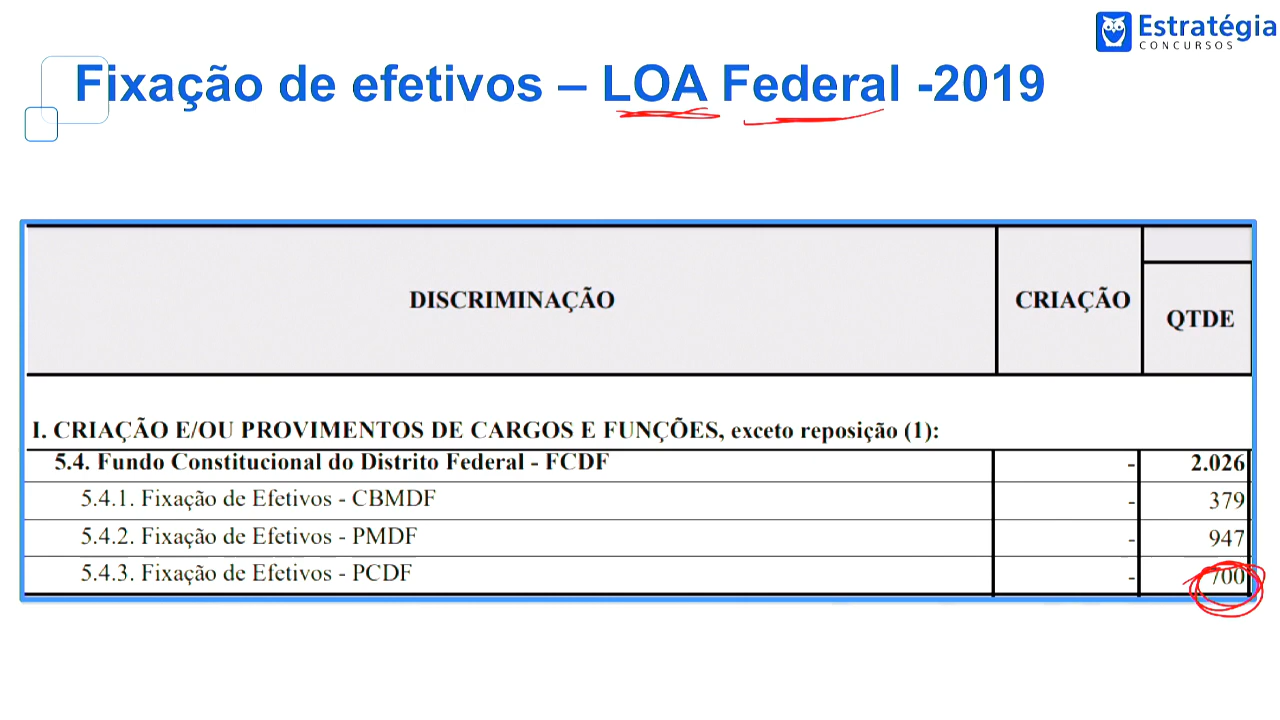 Estratégia
CONCURSOS
Fixação de efetivos – LOA Federal -2019
DISCRIMINAÇÃO
CRIAÇÃO
QTDE
I. CRIAÇÃO E/OU PROVIMENTOS DE CARGOS E FUNÇÕES, exceto reposição (1):
5.4. Fundo Constitucional do Distrito Federal - FCDF - 2.026
5.4.1. Fixação de Efetivos - CBMDF - 379
5.4.2. Fixação de Efetivos - PMDF - 947
5.4.3. Fixação de Efetivos - PCDF - 700